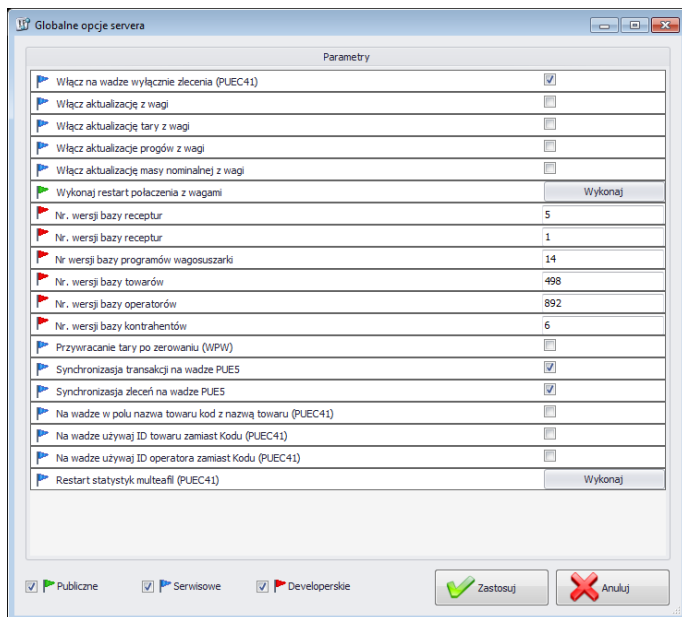 Globalne opcje servera
Parametry
Włącz na wadze wyłącznie zlecenia (PUEC41)
Włącz aktualizację z wagi
Włącz aktualizację tary z wagi
Włącz aktualizacje progów z wagi
Włącz aktualizację masy nominalnej z wagi
Wykonaj restart połaczenia z wagami Wykonaj
Nr. wersji bazy receptur 5
Nr. wersji bazy receptur 1
Nr wersji bazy programów wagosuszarki 14
Nr. wersji bazy towarów 498
Nr. wersji bazy operatorów 892
Nr. wersji bazy kontrahentów 6
Przywracanie tary po zerowaniu (WPW)
Synchronizasja transakcji na wadze PUE5
Synchronizasja zleceń na wadze PUE5
Na wadze w polu nazwa towaru kod z nazwą towaru (PUEC41)
Na wadze używaj ID towaru zamiast Kodu (PUEC41)
Na wadze używaj ID operatora zamiast Kodu (PUEC41)
Restart statystyk multeafil (PUEC41) Wykonaj
Publiczne Serwisowe Developerskie Zastosuj Anuluj